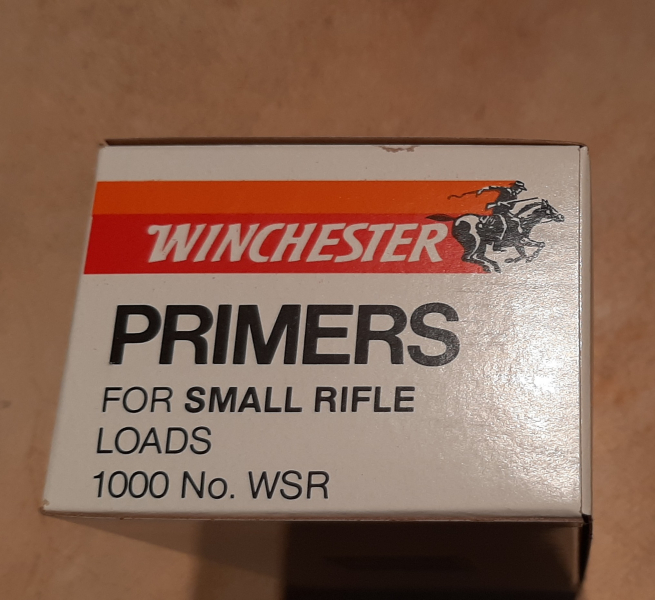 WINCHESTER
PRIMERS
FOR SMALL RIFLE
LOADS
1000 No. WSR